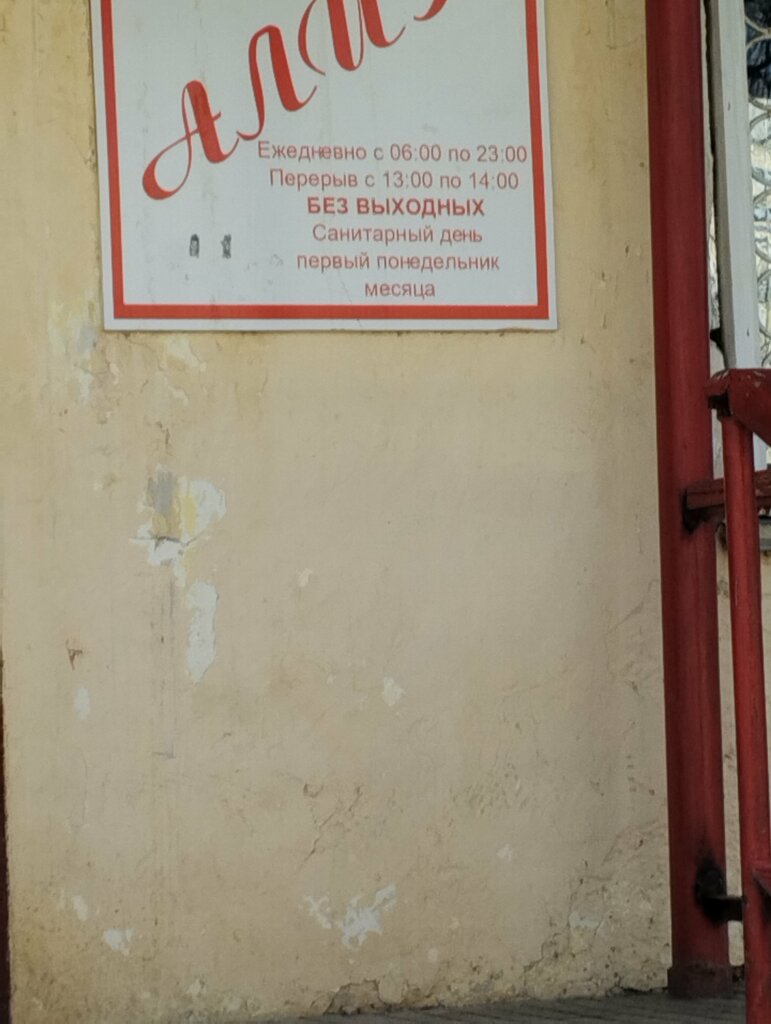 Ежедневно с 06:00 по 23:00
Перерыв с 13:00 по 14:00
БЕЗ ВЫХОДНЫХ
Санитарный день
первый понедельник
месяца